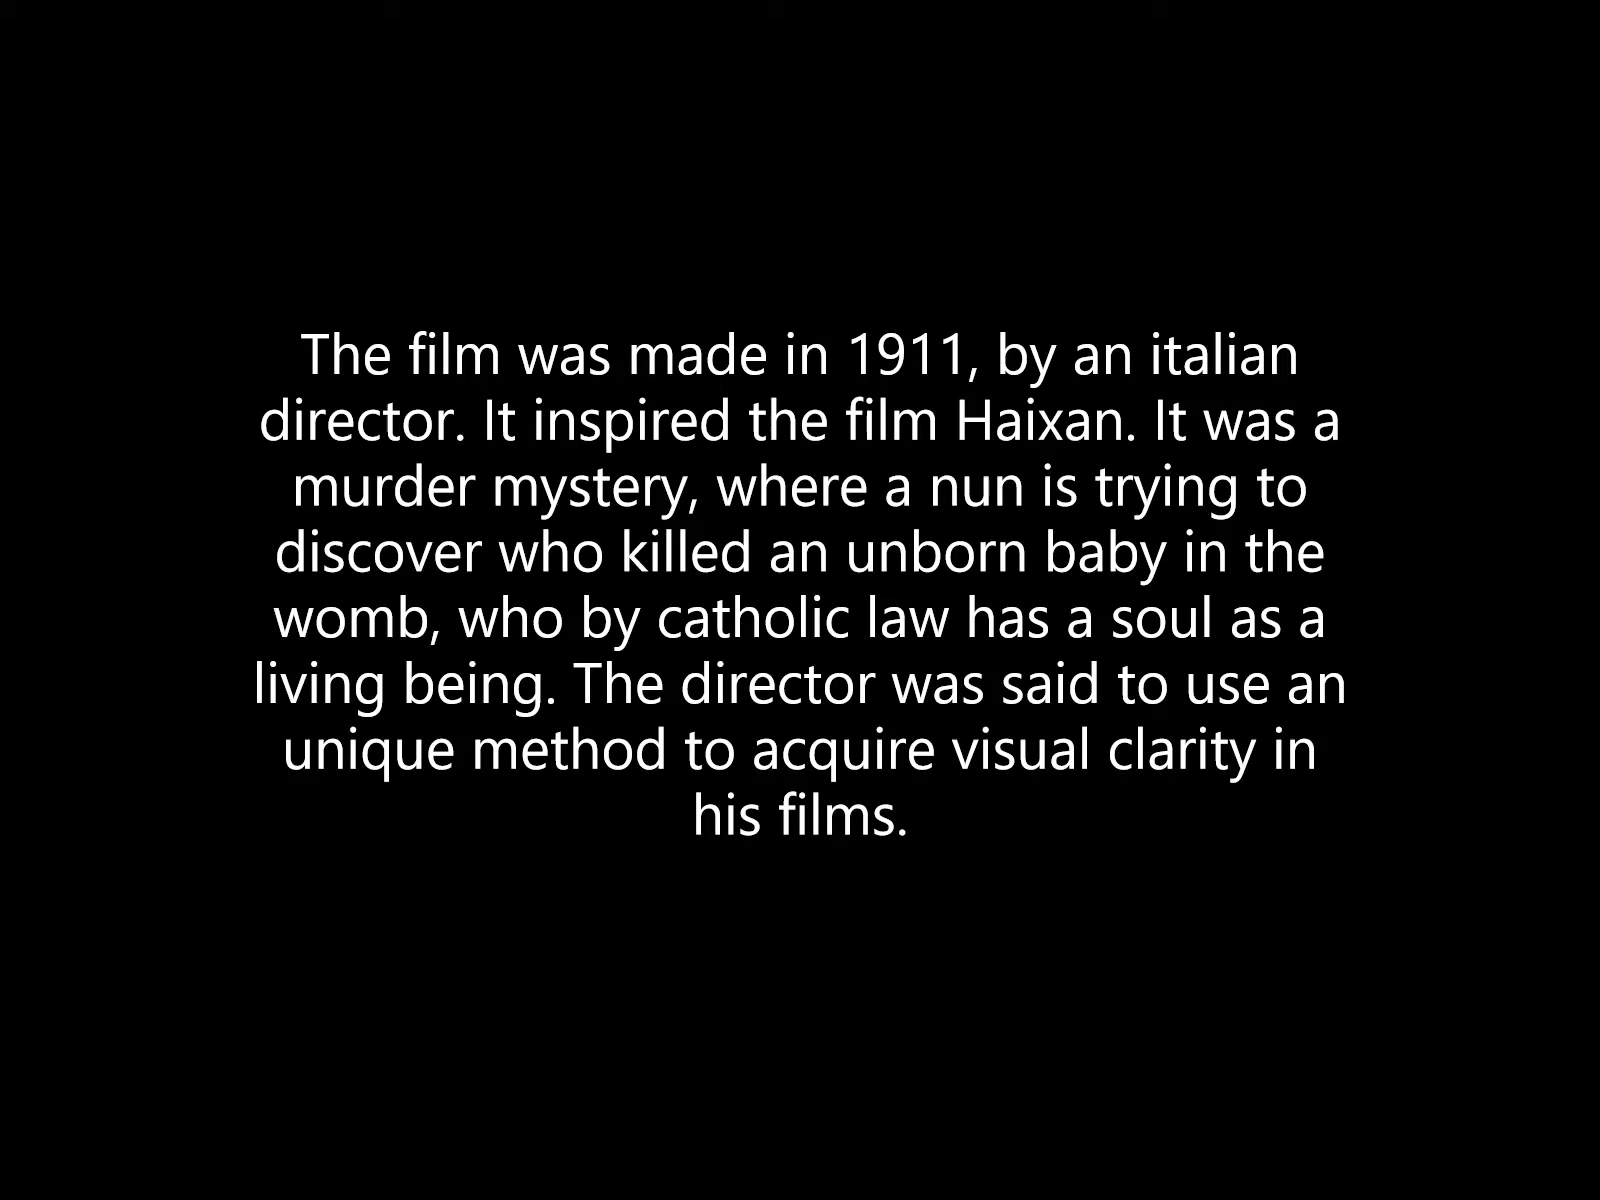 The film was made in 1911, by an italian
director. It inspired the film Haixan. It was a
murder mystery, where a nun is trying to
discover who killed an unborn baby in the
womb, who by catholic law has a soul as a
living being. The director was said to use an
unique method to acquire visual clarity in
his films.